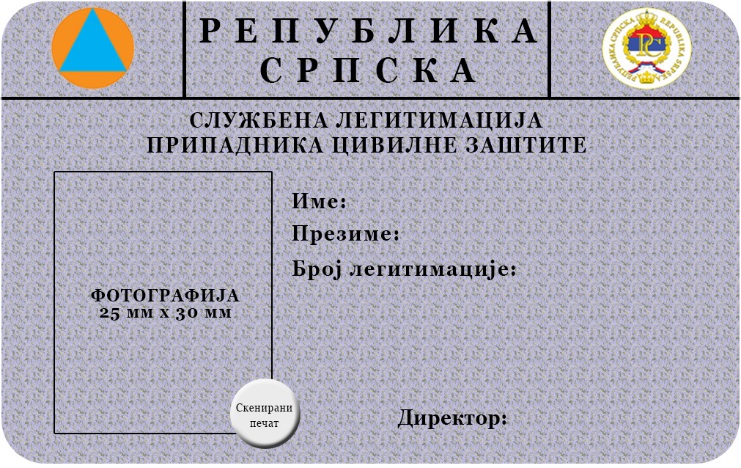 РЕПУБЛИКА
СРПСКА
СЛУЖБЕНА ЛЕГИТИМАЦИЈА
ПРИПАДНИКА ЦИВИЛНЕ ЗАШТИТЕ
Име:
Презиме:
Број легитимације:
ФОТОГРАФИЈА
25 мм x 30 мм
Скенирани
печат
Директор: